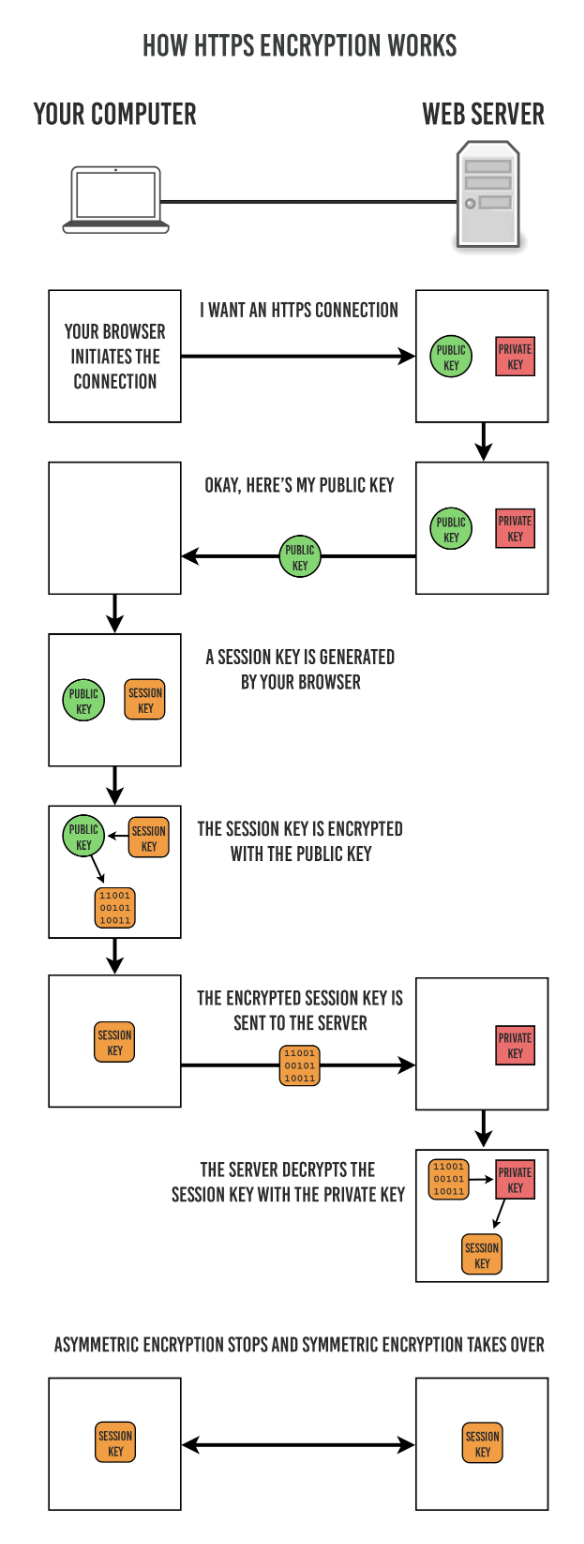 HOW HTTPS ENCRYPTION WORKS
YOUR COMPUTER
WEB SERVER
YOUR BROWSER
INITIATES THE
CONNECTION
I WANT AN HTTPS CONNECTION
PUBLIC
KEY
PRIVATE
KEY
OKAY, HERE'S MY PUBLIC KEY
PUBLIC
KEY
PUBLIC
KEY
PRIVATE
KEY
A SESSION KEY IS GENERATED
BY YOUR BROWSER
PUBLIC
KEY
SESSION
KEY
THE SESSION KEY IS ENCRYPTED
WITH THE PUBLIC KEY
PUBLIC
KEY
SESSION
KEY
11001
00101
10011
THE ENCRYPTED SESSION KEY IS
SENT TO THE SERVER
SESSION
KEY
11001
00101
10011
PRIVATE
KEY
THE SERVER DECRYPTS THE
SESSION KEY WITH THE PRIVATE KEY
11001
00101
10011
PRIVATE
KEY
SESSION
KEY
ASYMMETRIC ENCRYPTION STOPS AND SYMMETRIC ENCRYPTION TAKES OVER
SESSION
KEY
SESSION
KEY